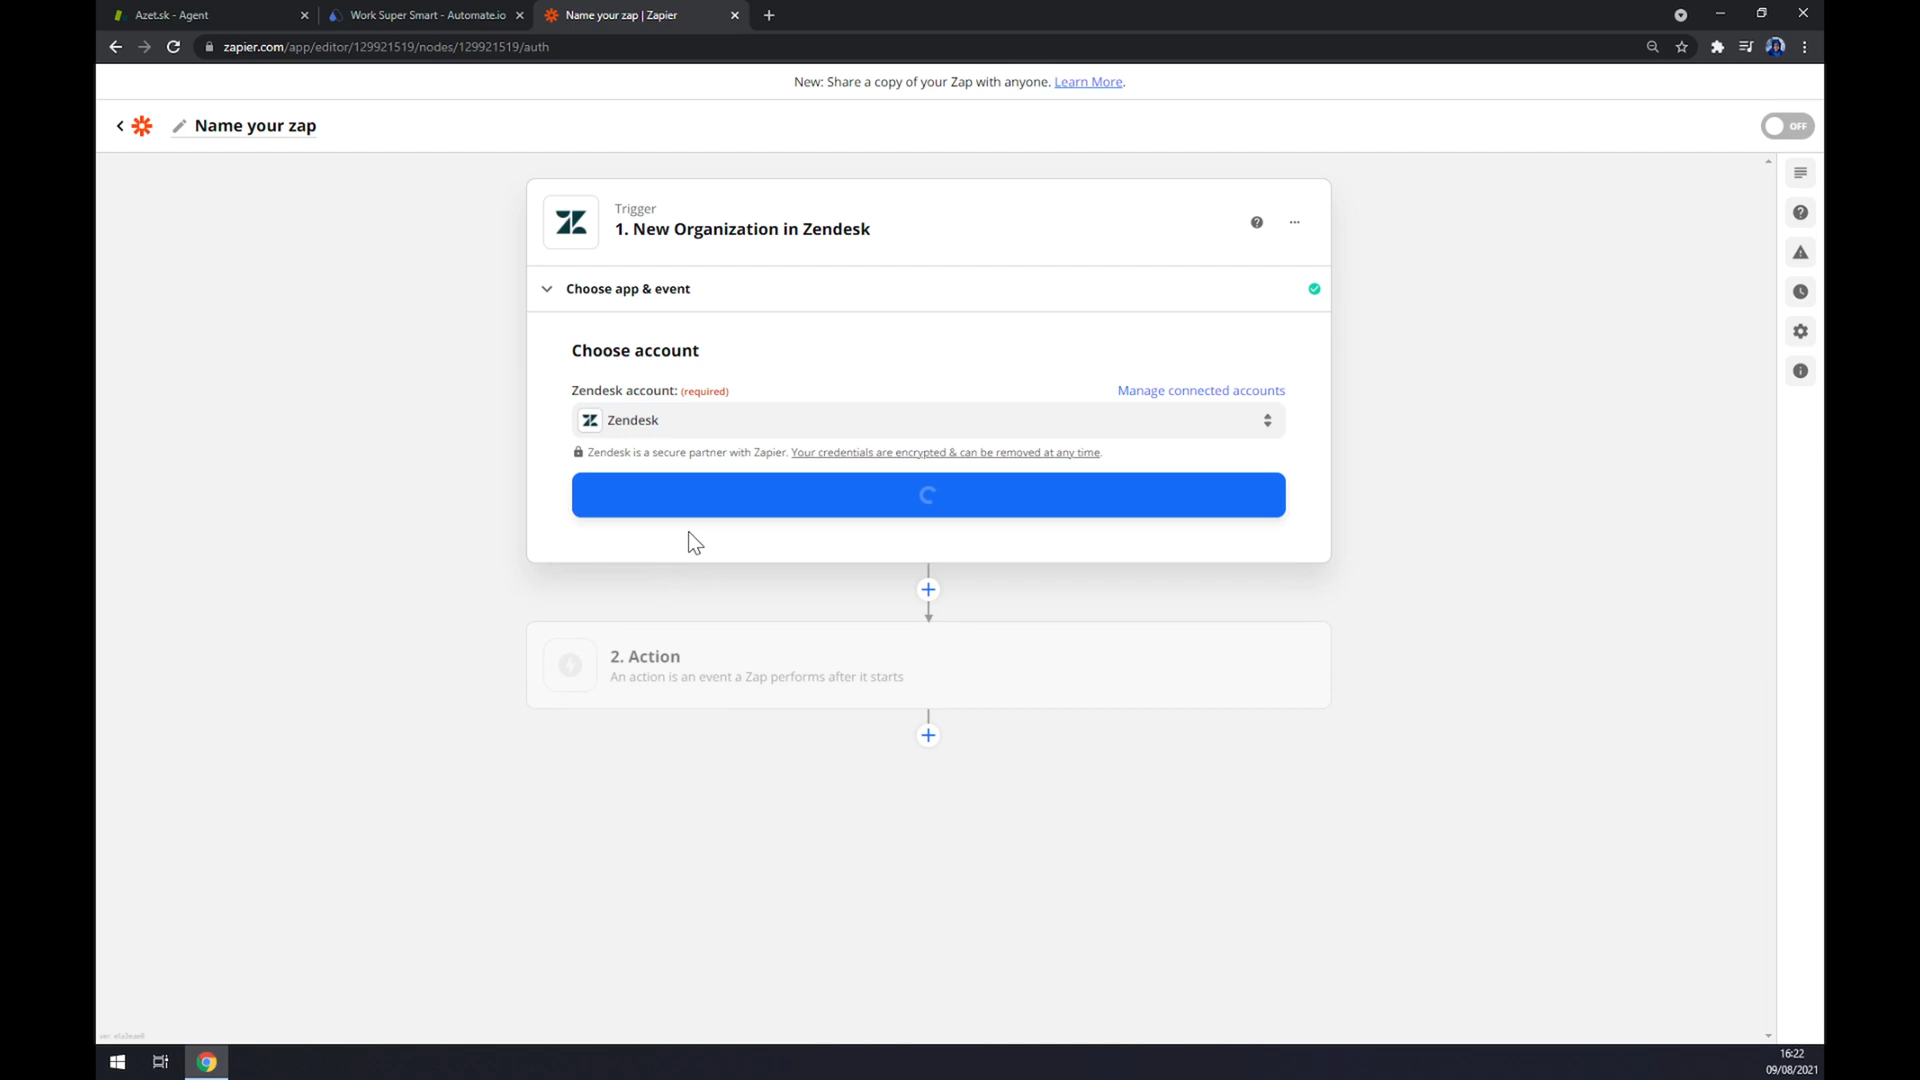 Azet.sk - Agent
Work Super Smart - Automate.io
Name your zap | Zapier
zapier.com/app/editor/129921519/nodes/129921519/auth
New: Share a copy of your Zap with anyone. Learn More.
Name your zap
OFF
Trigger
1. New Organization in Zendesk
Choose app & event
Choose account
Zendesk account: (required)
Manage connected accounts
Zendesk
Zendesk is a secure partner with Zapier. Your credentials are encrypted & can be removed at any time.
2. Action
An action is an event a Zap performs after it starts
16:22
09/08/2021